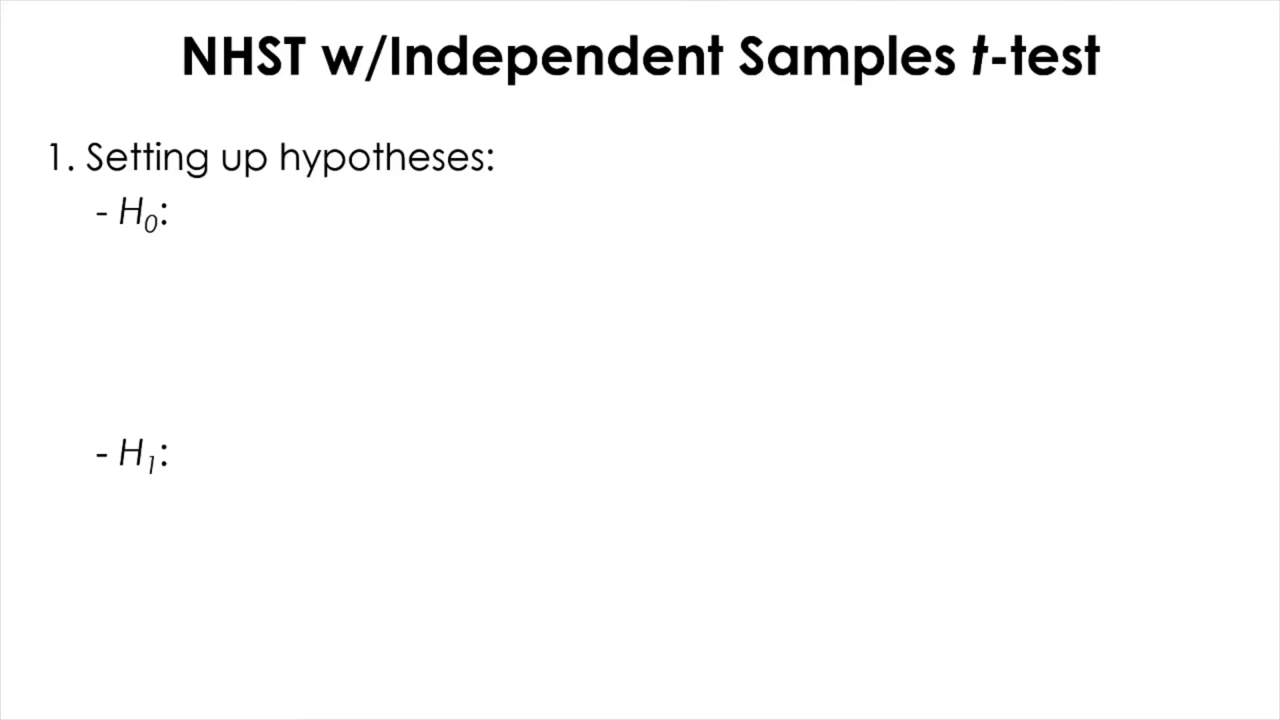 NHST w/Independent Samples t-test
1. Setting up hypotheses:
- H₀:
- H₁: